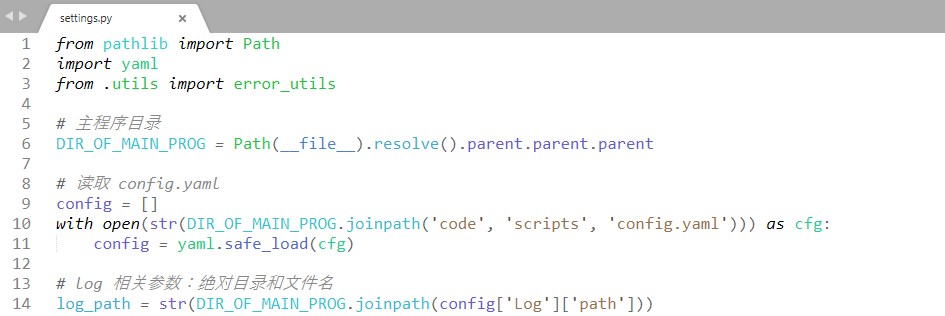 settings.py
1 from pathlib import Path
2 import yaml
3 from .utils import error_utils
4
5 # 主程序目录
6 DIR_OF_MAIN_PROG = Path(__file__).resolve().parent.parent.parent
7
8 # 读取 config.yaml
9 config = []
10 with open(str(DIR_OF_MAIN_PROG.joinpath('code', 'scripts', 'config.yaml'))) as cfg:
11     config = yaml.safe_load(cfg)
12
13 # log 相关参数：绝对目录和文件名
14 log_path = str(DIR_OF_MAIN_PROG.joinpath(config['Log']['path']))